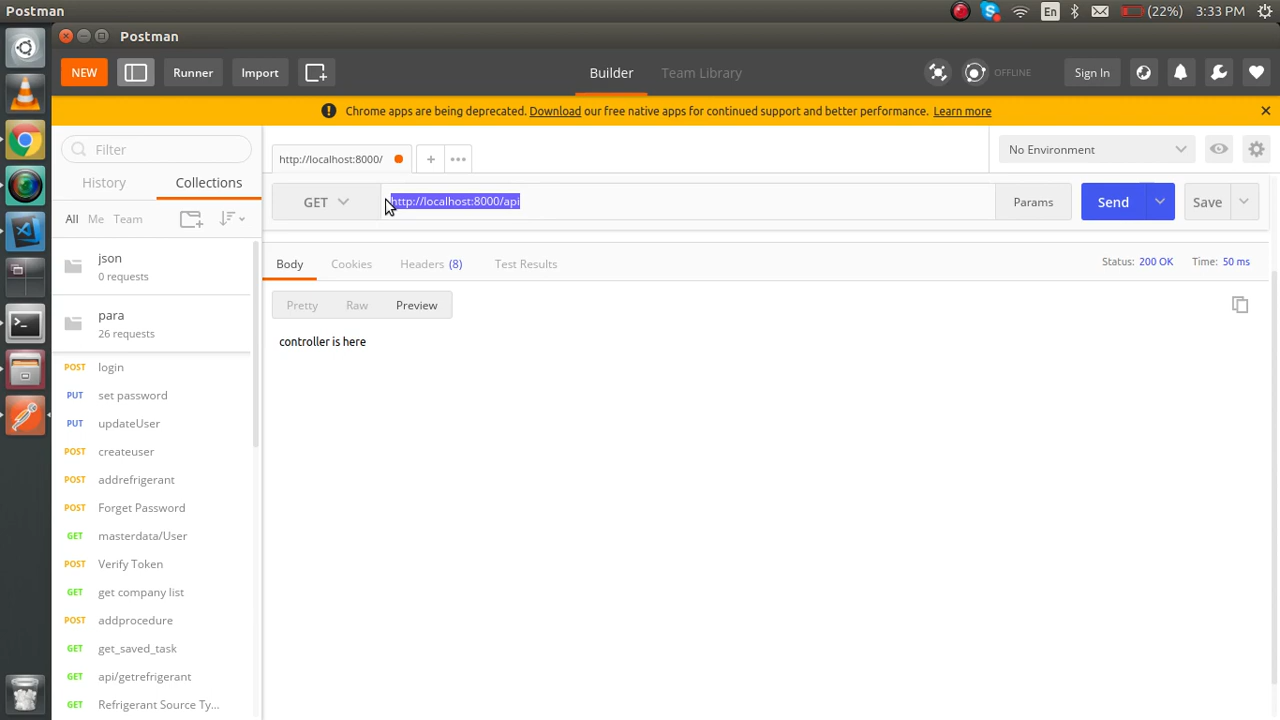 Postman
En
(22%)
3:33 PM
Postman
NEW
Runner
Import
Builder
Team Library
OFFLINE
Sign In
Chrome apps are being deprecated. Download our free native apps for continued support and better performance. Learn more
Filter
http://localhost:8000/
No Environment
History
Collections
GET
http://localhost:8000/api
Params
Send
Save
All
Me
Team
Body
Cookies
Headers (8)
Test Results
Status: 200 OK
Time: 50 ms
json
0 requests
Pretty
Raw
Preview
para
26 requests
controller is here
POST login
PUT set password
PUT updateUser
POST createuser
POST addrefrigerant
POST Forget Password
GET masterdata/User
POST Verify Token
GET get company list
POST addprocedure
GET get_saved_task
GET api/getrefrigerant
GET Refrigerant Source Ty...